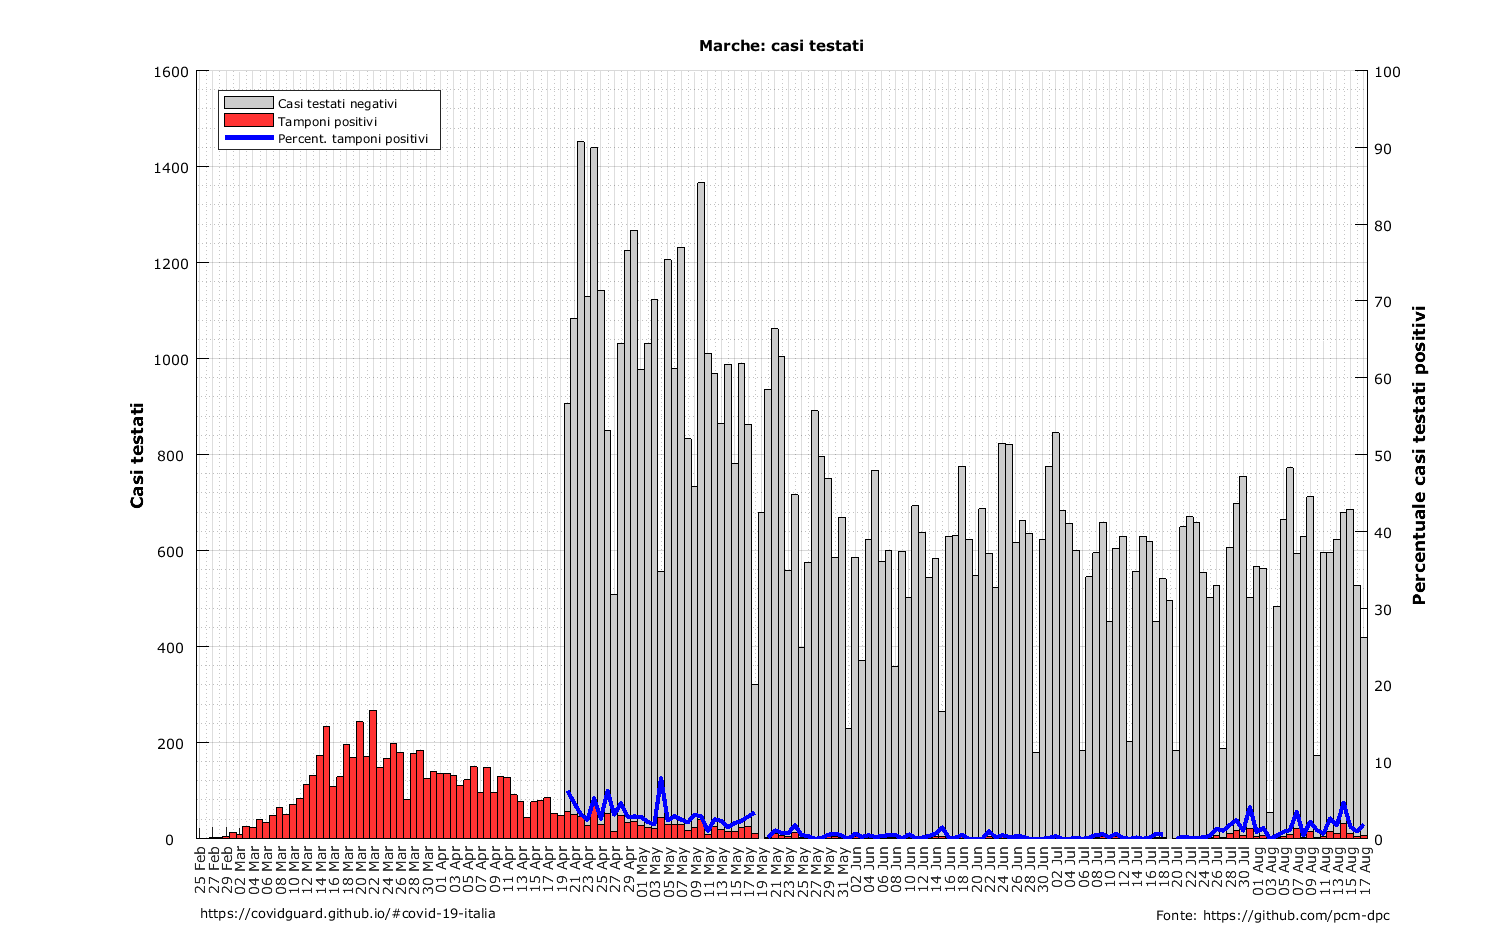 Marche: casi testati
1600
1400
1200
1000
800
600
400
200
0
100
90
80
70
60
50
40
30
20
10
0
Casi testati negativi
Tamponi positivi
Percent. tamponi positivi
Casi testati
Percentuale casi testati positivi
25 Feb
27 Feb
29 Feb
02 Mar
04 Mar
06 Mar
08 Mar
10 Mar
12 Mar
14 Mar
16 Mar
18 Mar
20 Mar
22 Mar
24 Mar
26 Mar
28 Mar
30 Mar
01 Apr
03 Apr
05 Apr
07 Apr
09 Apr
11 Apr
13 Apr
15 Apr
17 Apr
19 Apr
21 Apr
23 Apr
25 Apr
27 Apr
29 Apr
01 May
03 May
05 May
07 May
09 May
11 May
13 May
15 May
17 May
19 May
21 May
23 May
25 May
27 May
29 May
31 May
02 Jun
04 Jun
06 Jun
08 Jun
10 Jun
12 Jun
14 Jun
16 Jun
18 Jun
20 Jun
22 Jun
24 Jun
26 Jun
28 Jun
30 Jun
02 Jul
04 Jul
06 Jul
08 Jul
10 Jul
12 Jul
14 Jul
16 Jul
18 Jul
20 Jul
22 Jul
24 Jul
26 Jul
28 Jul
30 Jul
01 Aug
03 Aug
05 Aug
07 Aug
09 Aug
11 Aug
13 Aug
15 Aug
17 Aug
https://covidguard.github.io/#covid-19-italia
Fonte: https://github.com/pcm-dpc